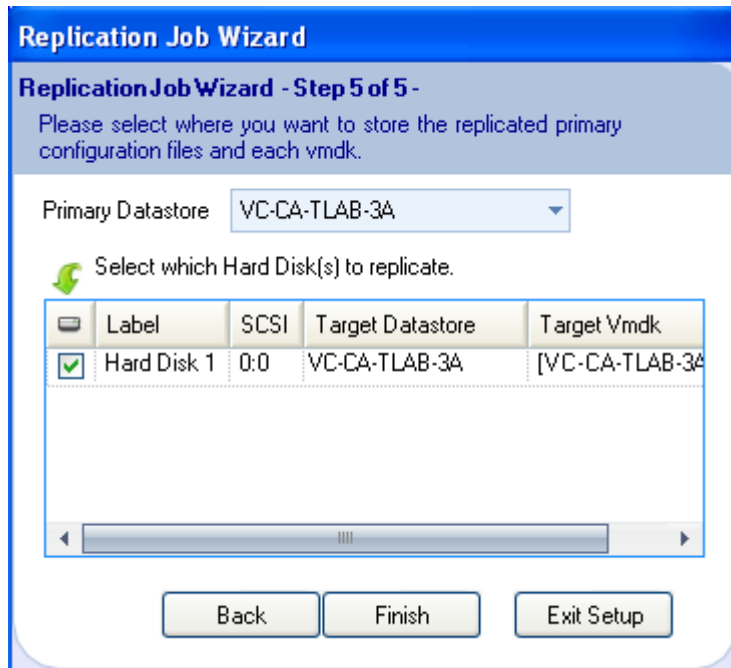 Replication Job Wizard
Replication Job Wizard - Step 5 of 5 -
Please select where you want to store the replicated primary
configuration files and each vmdk.
Primary Datastore VC-CA-TLAB-3A
Select which Hard Disk(s) to replicate.
Label SCSI Target Datastore Target Vmdk
Hard Disk 1 0:0 VC-CA-TLAB-3A [VC-CA-TLAB-3A
Back Finish Exit Setup